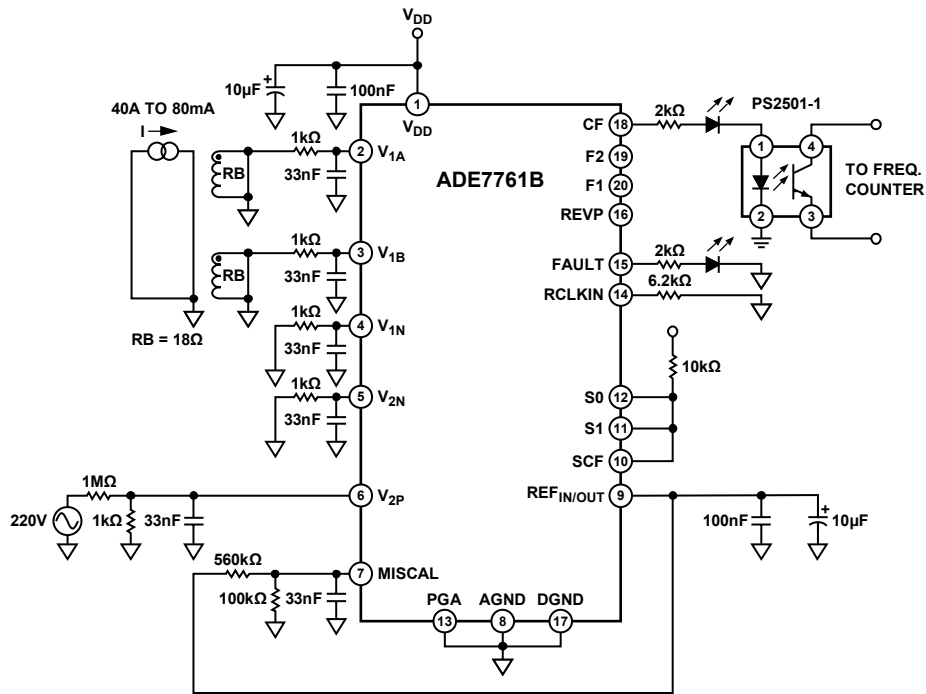 VDD
10µF
+
100nF
1
VDD
40A TO 80mA
I
RB
1kΩ
33nF
2
V1A
RB
1kΩ
33nF
3
V1B
RB = 18Ω
1kΩ
33nF
4
V1N
1kΩ
33nF
5
V2N
220V
1MΩ
1kΩ
33nF
6
V2P
560kΩ
100kΩ
33nF
7
MISCAL
ADE7761B
PGA
13
AGND
8
DGND
17
CF
18
2kΩ
F2
19
F1
20
REVP
16
FAULT
15
2kΩ
RCLKIN
14
6.2kΩ
PS2501-1
1
4
2
3
TO FREQ.
COUNTER
10kΩ
S0
12
S1
11
SCF
10
REFIN/OUT
9
100nF
+
10µF